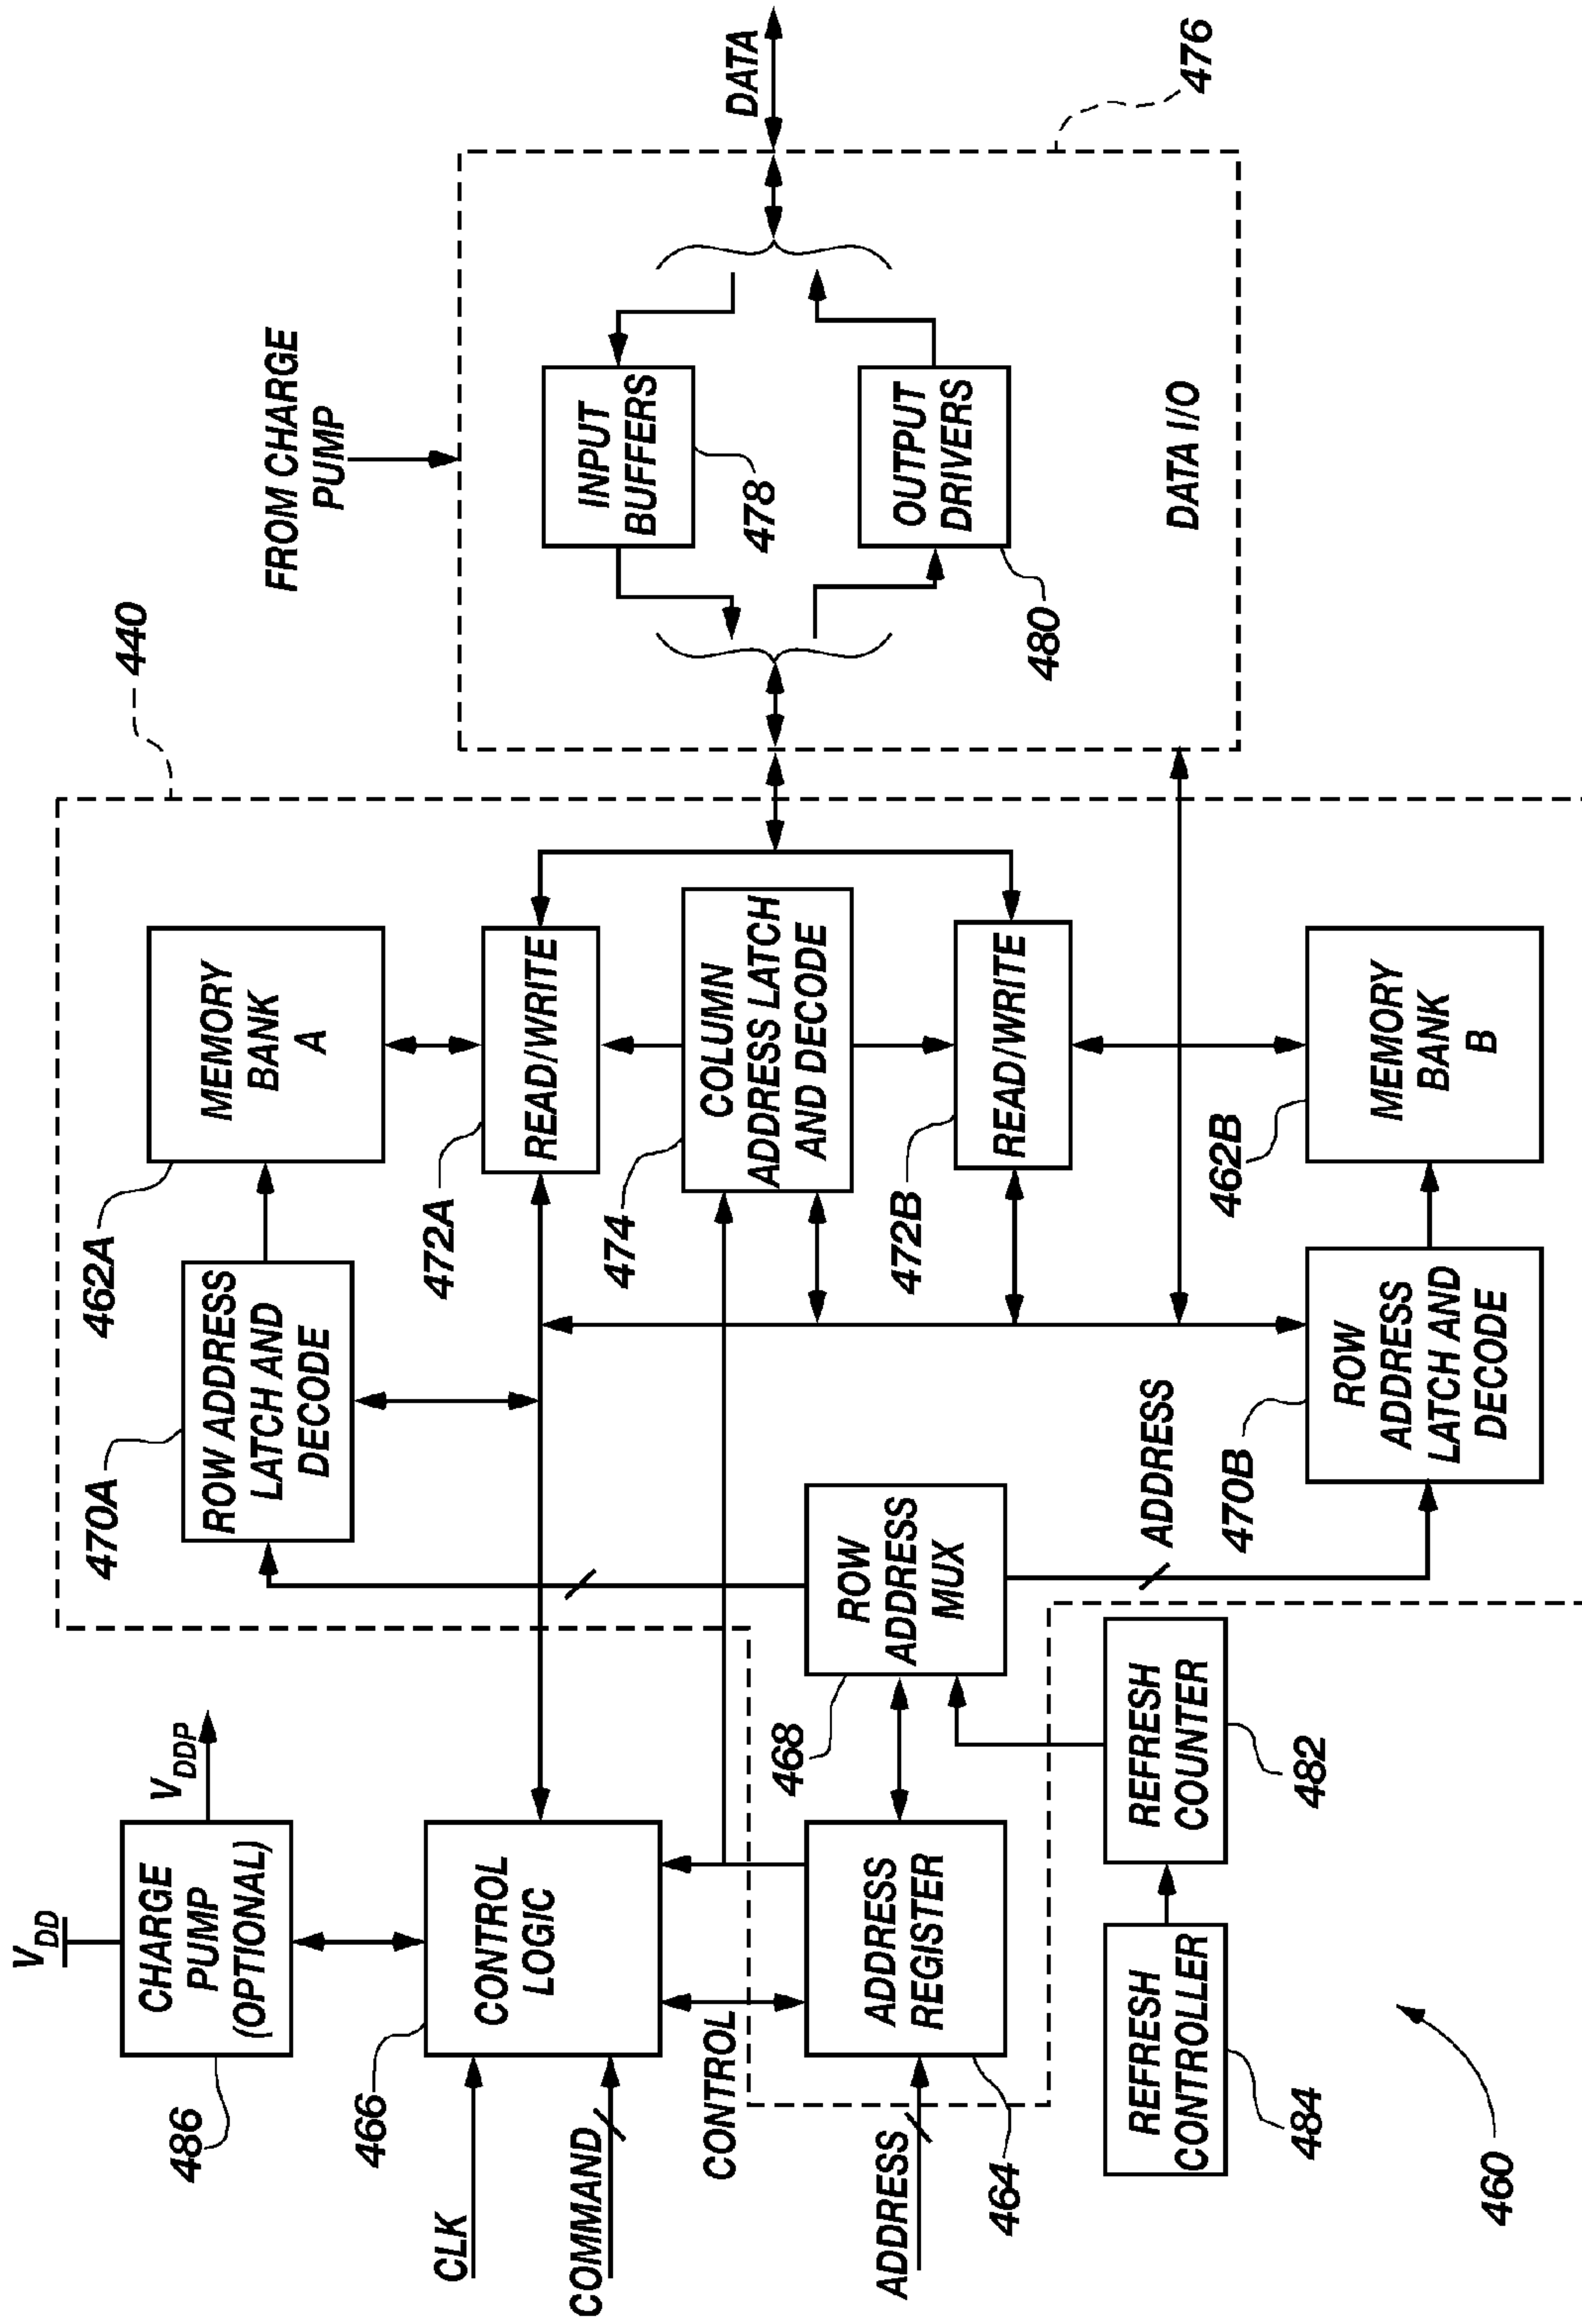 V_DD
CHARGE
PUMP
(OPTIONAL)
486
V_DDP
CLK
COMMAND
466
CONTROL
LOGIC
CONTROL
ADDRESS
464
ADDRESS
REGISTER
468
ROW
ADDRESS
MUX
REFRESH
CONTROLLER
484
REFRESH
COUNTER
482
460
470A
ROW ADDRESS
LATCH AND
DECODE
462A
MEMORY
BANK
A
472A
READ/WRITE
474
COLUMN
ADDRESS LATCH
AND DECODE
472B
READ/WRITE
ADDRESS
470B
ROW
ADDRESS
LATCH AND
DECODE
462B
MEMORY
BANK
B
440
FROM CHARGE
PUMP
INPUT
BUFFERS
478
OUTPUT
DRIVERS
480
DATA I/O
DATA
476